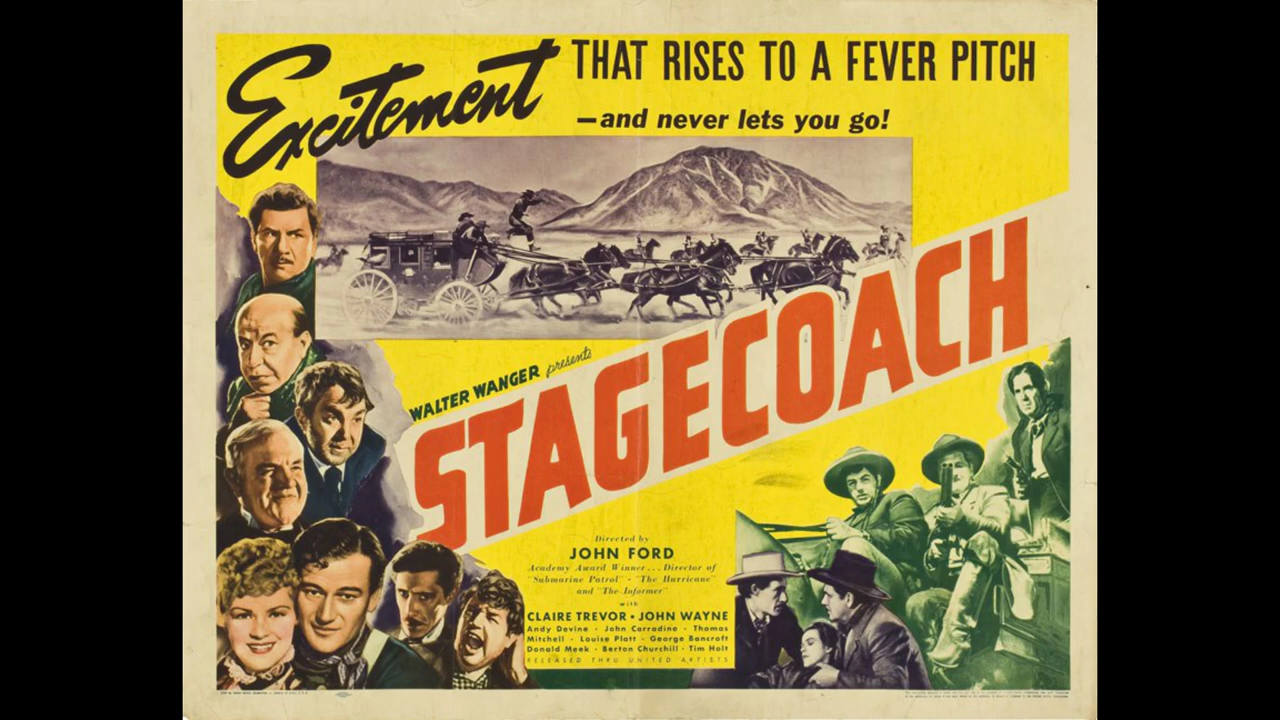 Excitement THAT RISES TO A FEVER PITCH
—and never lets you go!
WALTER WANGER presents
STAGECOACH
Directed by
JOHN FORD
Academy Award Winner... Director of
"Submarine Patrol" · "The Hurricane"
and "The Informer"
with
CLAIRE TREVOR · JOHN WAYNE
Andy Devine · John Carradine · Thomas
Mitchell · Louise Platt · George Bancroft
Donald Meek · Berton Churchill · Tim Holt
RELEASED THRU UNITED ARTISTS